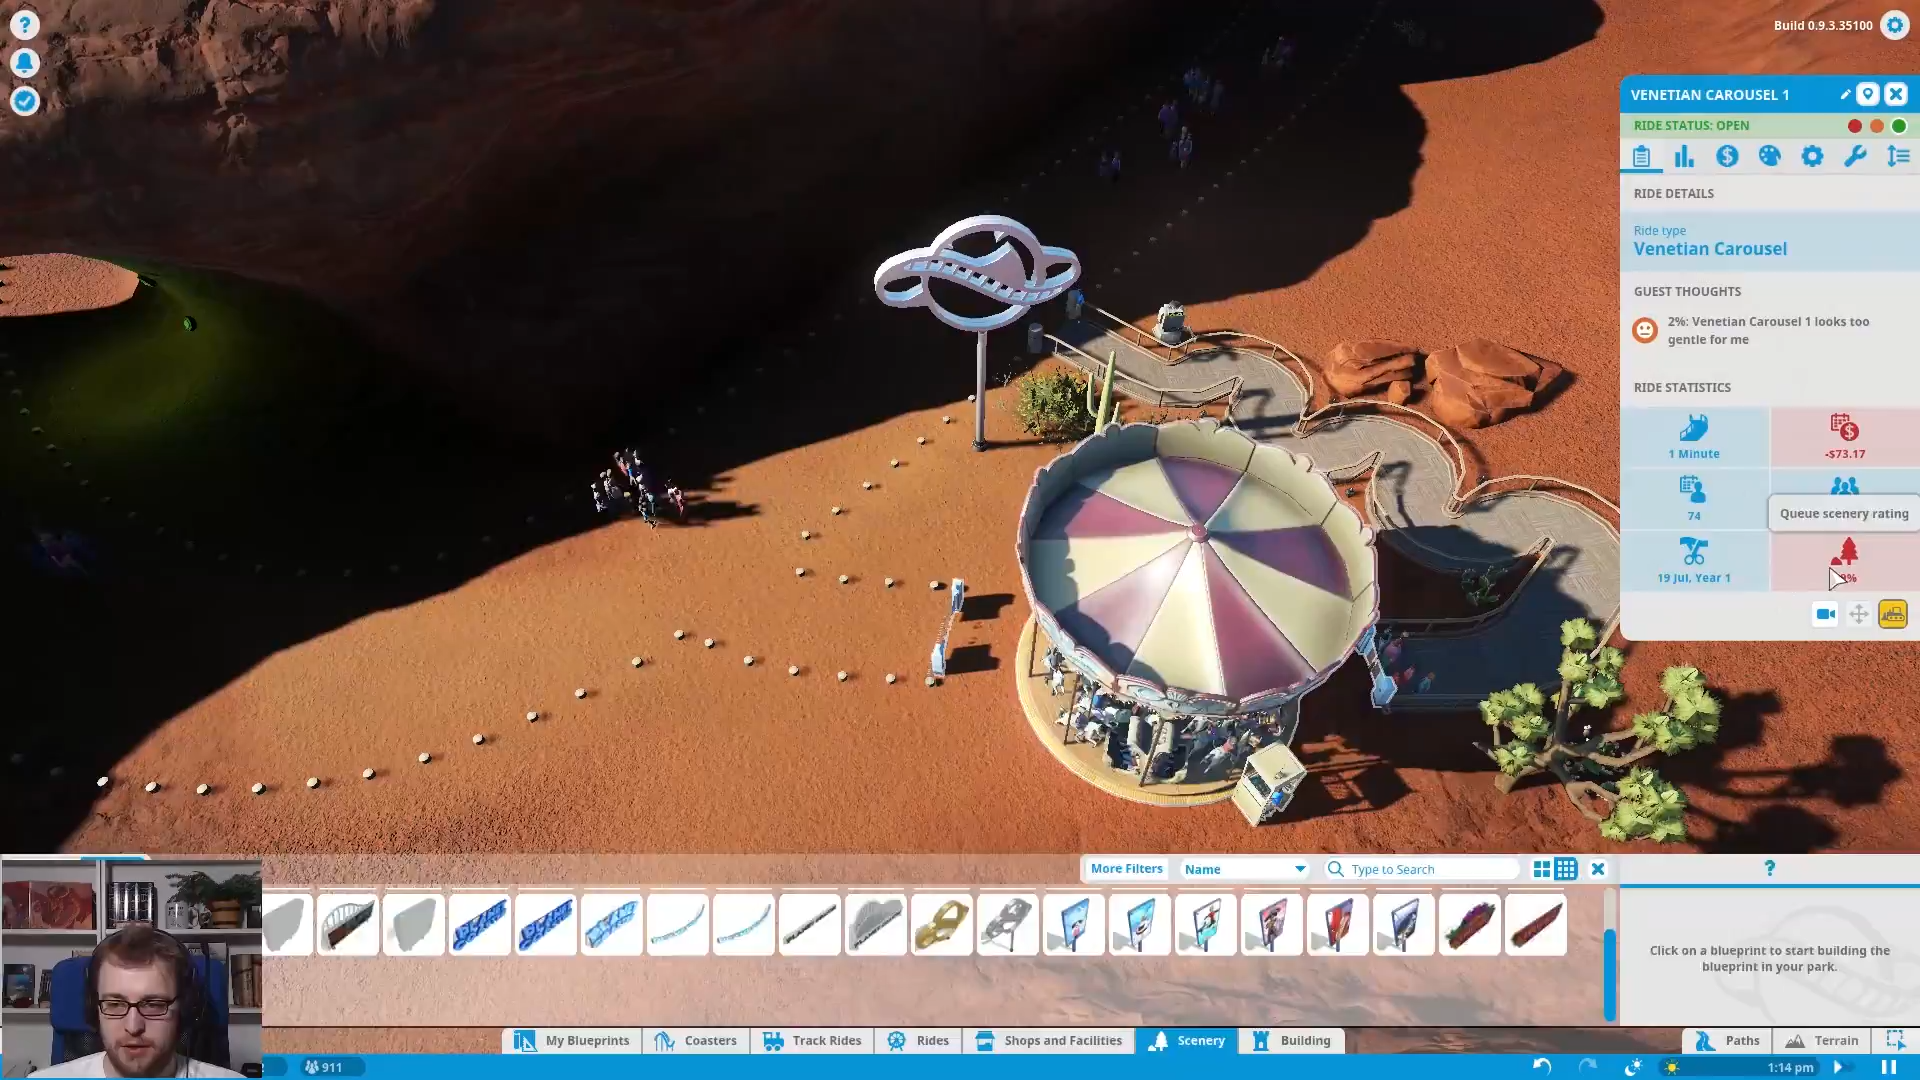 Build 0.9.3.35100
VENETIAN CAROUSEL 1
RIDE STATUS: OPEN
RIDE DETAILS
Ride type
Venetian Carousel
GUEST THOUGHTS
2%: Venetian Carousel 1 looks too
gentle for me
RIDE STATISTICS
1 Minute
-$73.17
74
Queue scenery rating
19 Jul, Year 1
More Filters
Name
Type to Search
Click on a blueprint to start building the
blueprint in your park.
My Blueprints
Coasters
Track Rides
Rides
Shops and Facilities
Scenery
Building
Paths
Terrain
911
1:14 pm